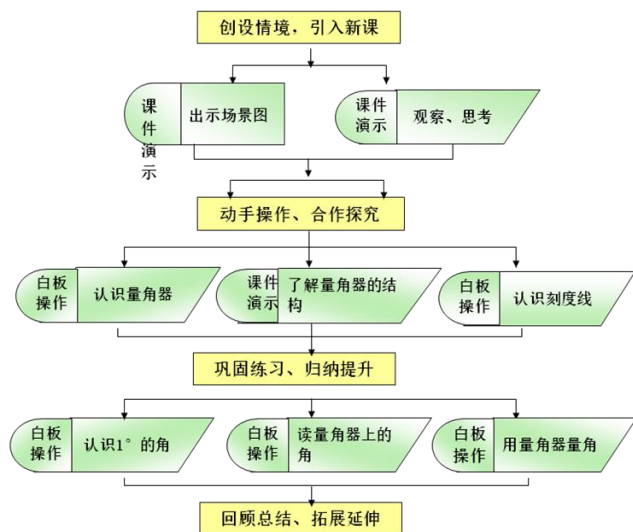 创设情境，引入新课
课件演示
出示场景图
课件
演示
观察、思考
动手操作、合作探究
白板
操作
认识量角器
课件
演示
了解量角器的结
构
白板
操作
认识刻度线
巩固练习、归纳提升
白板
操作
认识1°的角
白板
操作
读量角器上的
角
白板
操作
用量角器量角
回顾总结、拓展延伸